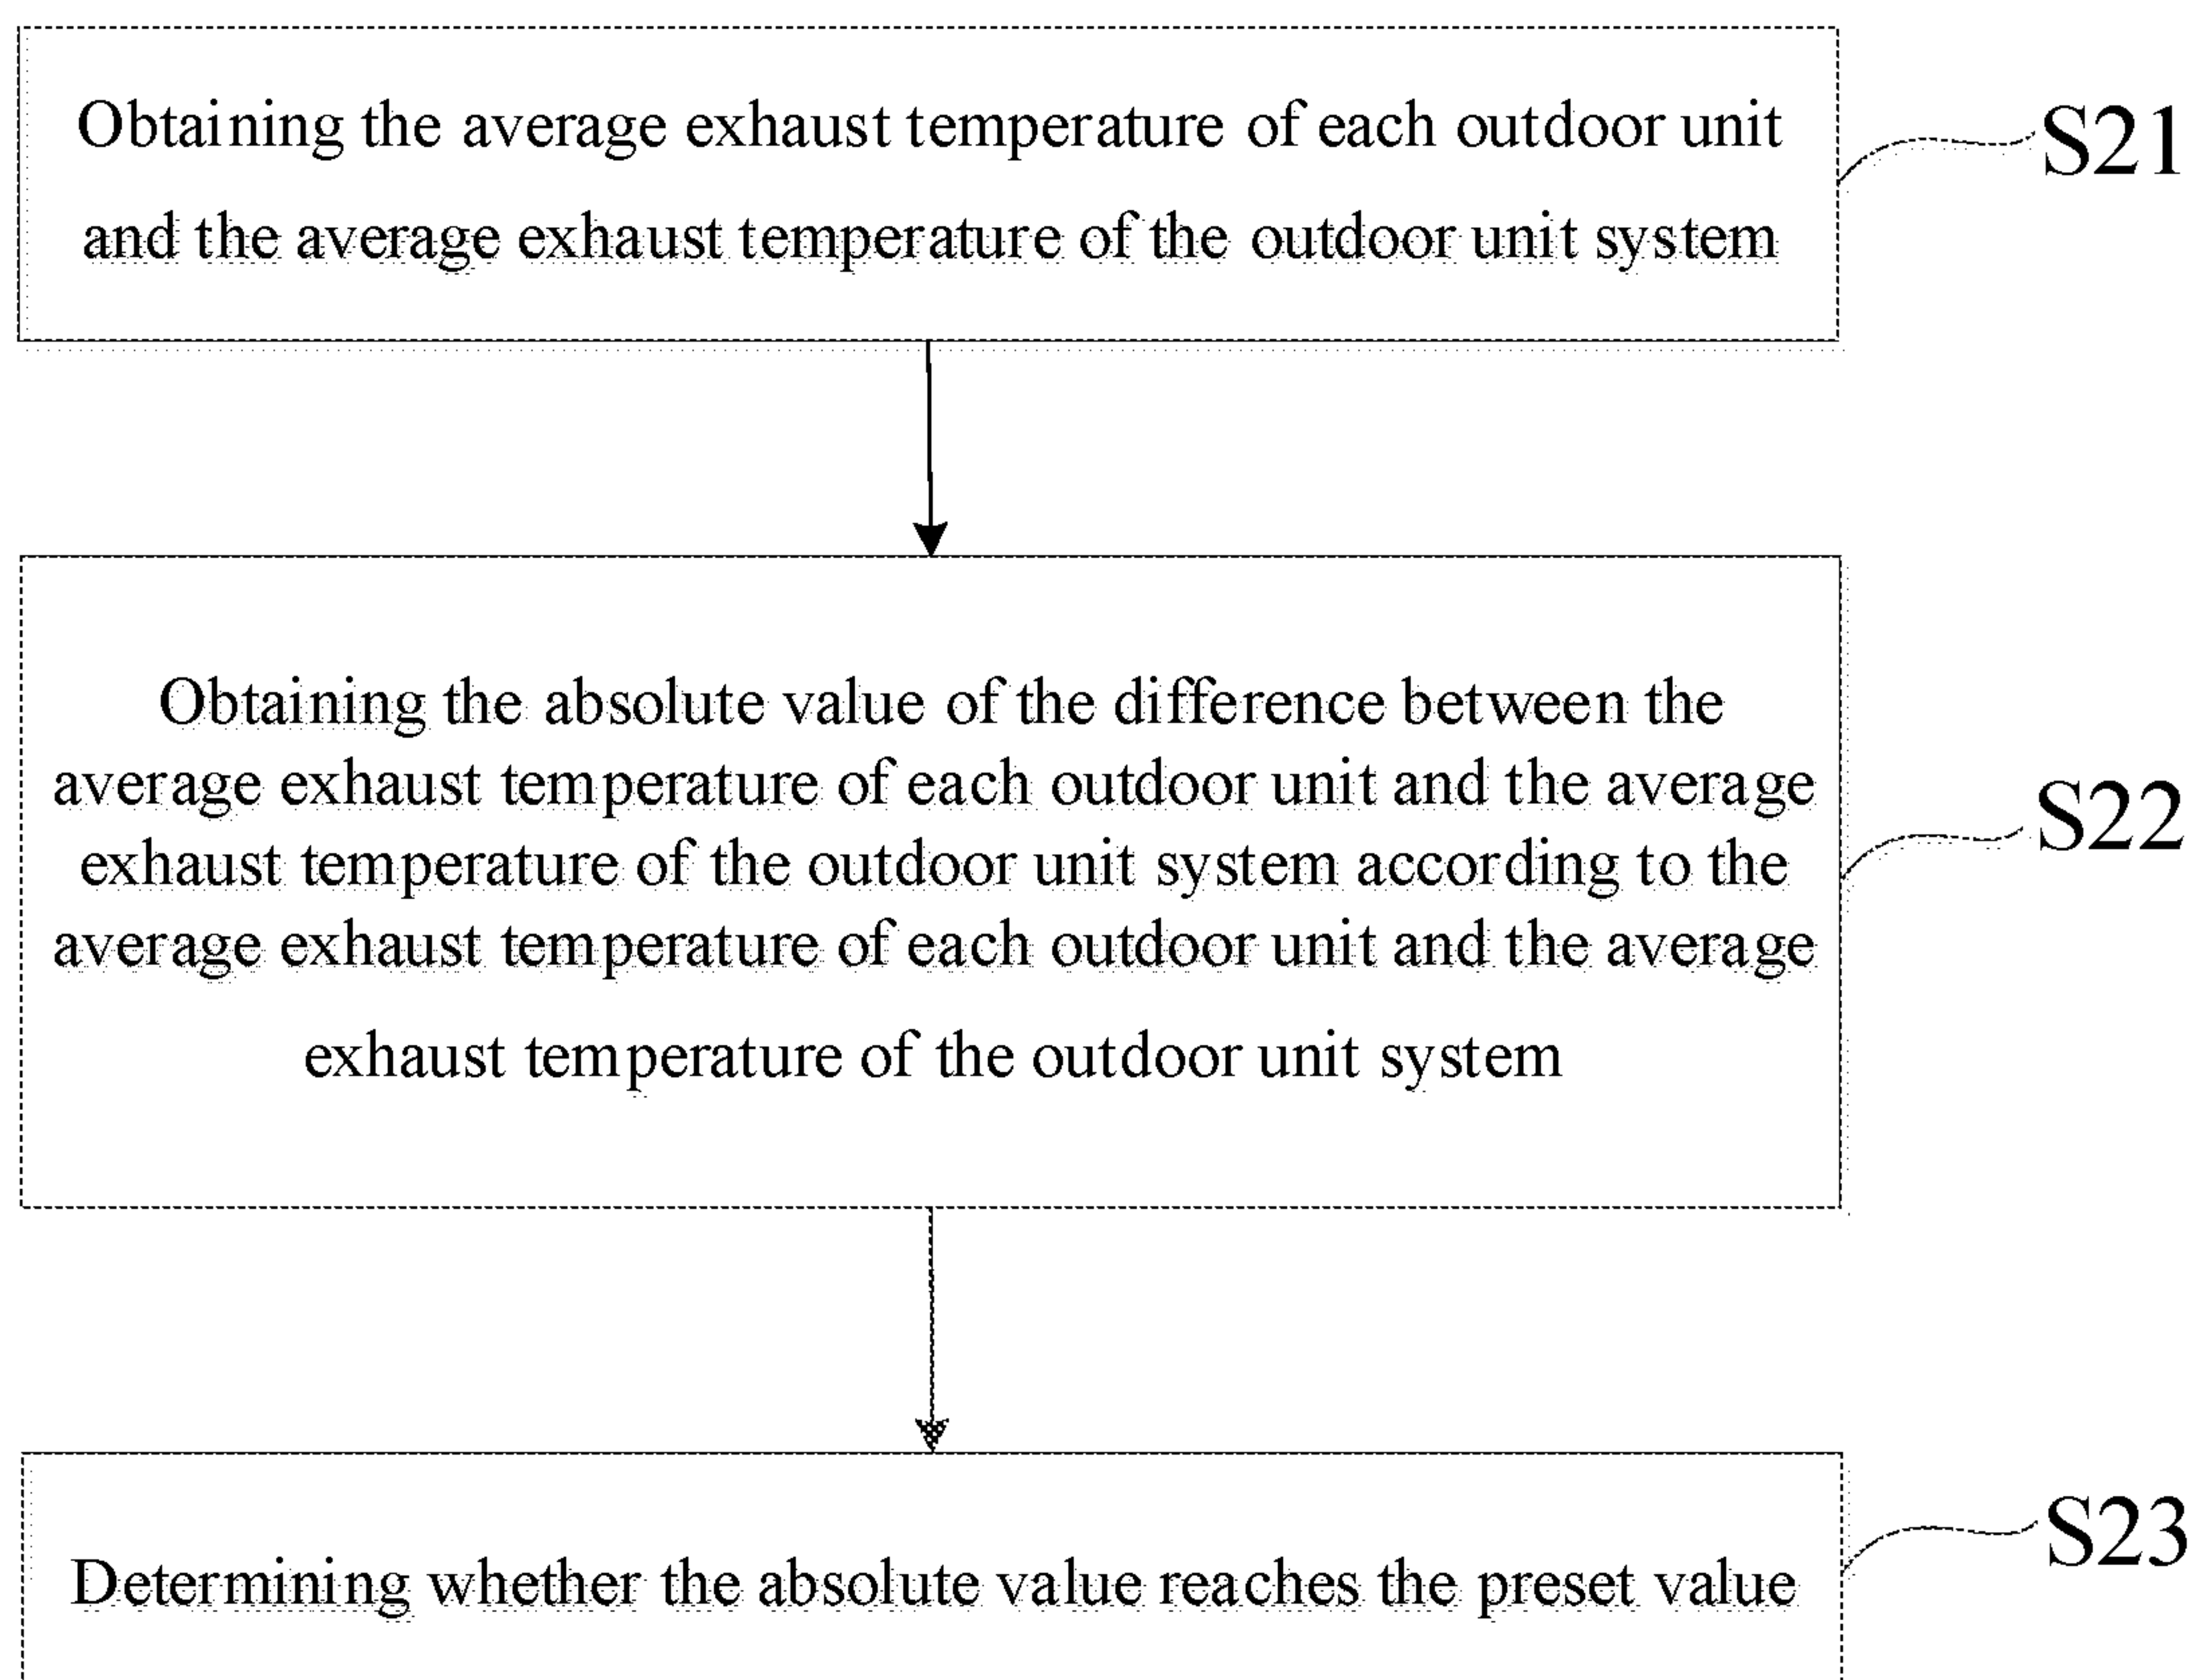 Obtaining the average exhaust temperature of each outdoor unit
and the average exhaust temperature of the outdoor unit system
S21
Obtaining the absolute value of the difference between the
average exhaust temperature of each outdoor unit and the average
exhaust temperature of the outdoor unit system according to the
average exhaust temperature of each outdoor unit and the average
exhaust temperature of the outdoor unit system
S22
Determining whether the absolute value reaches the preset value
S23